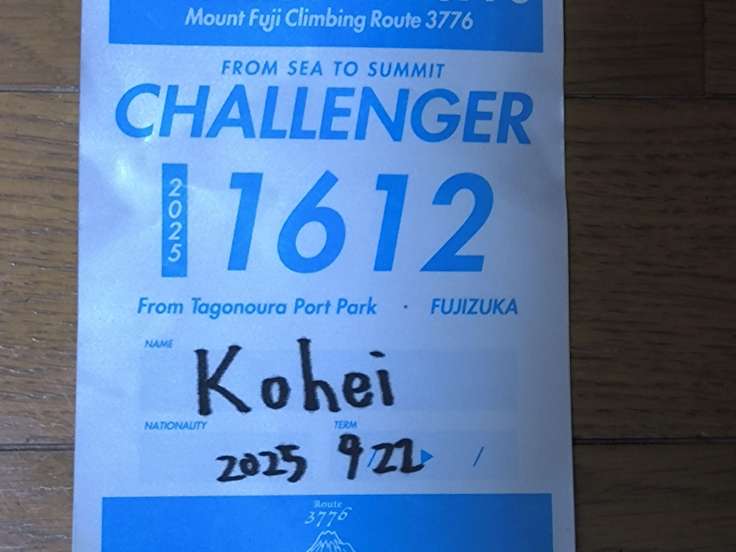 Mount Fuji Climbing Route 3776
FROM SEA TO SUMMIT
CHALLENGER
2025 1612
From Tagonoura Port Park · FUJIZUKA
NAME
Kohei
NATIONALITY TERM
2025 9/22 ▶ /
Route
3776